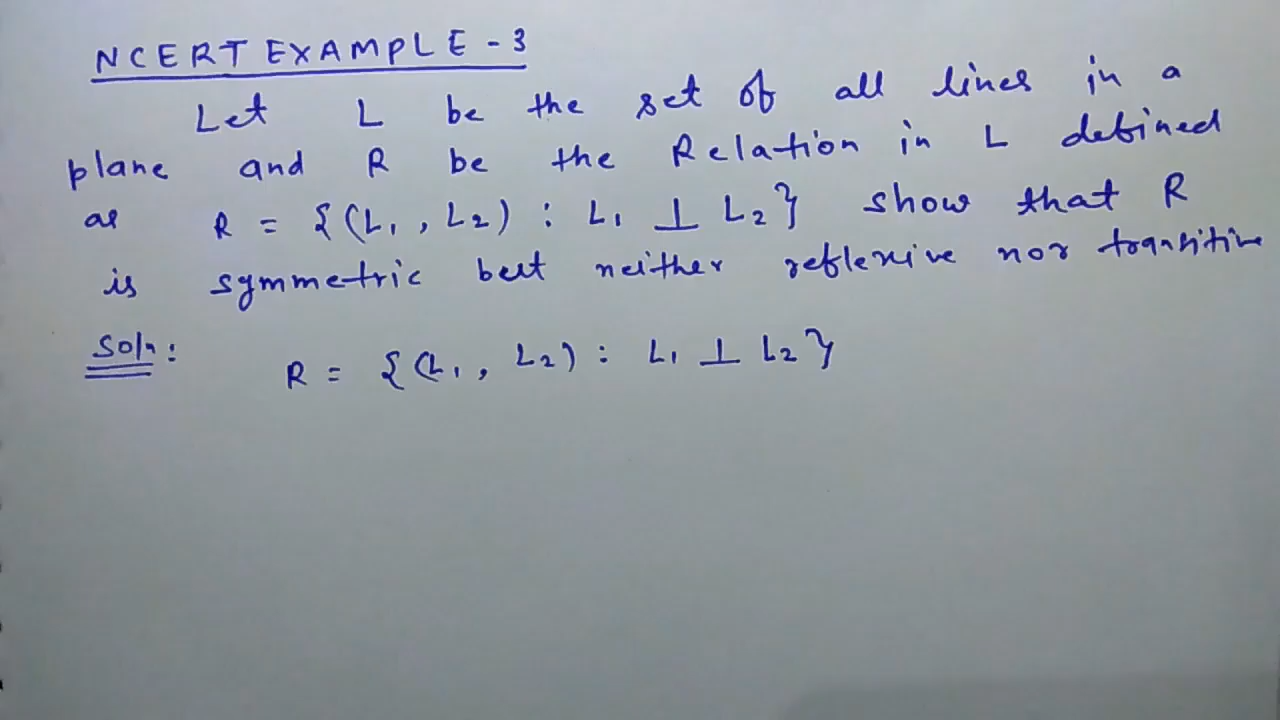 NCERT EXAMPLE - 3
Let L be the set of all lines in a
plane and R be the Relation in L defined
as R = {(L₁, L₂) : L₁ ⊥ L₂} show that R
is symmetric but neither reflexive nor transitive
Soln:
R = {(L₁, L₂) : L₁ ⊥ L₂}